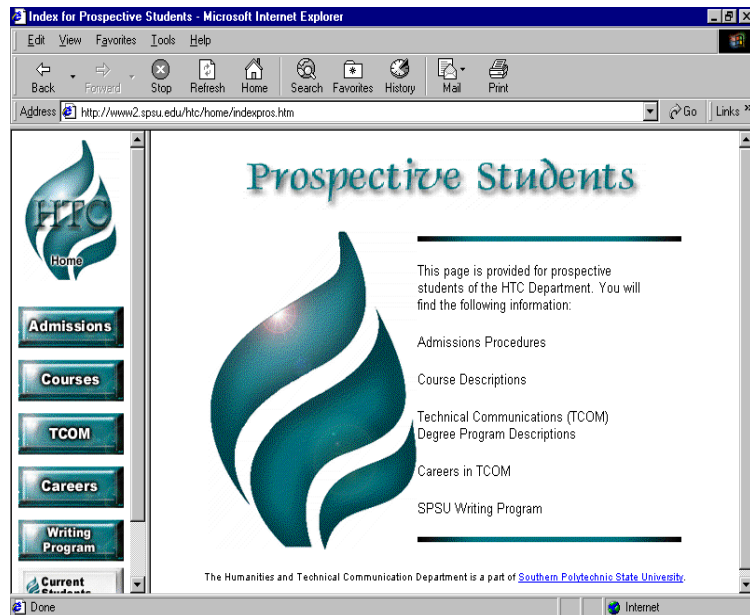 Index for Prospective Students - Microsoft Internet Explorer
Edit View Favorites Tools Help
Back Forward Stop Refresh Home Search Favorites History Mail Print
Address http://www2.spsu.edu/htc/home/indexpros.htm Go Links »
HTC
Home
Admissions
Courses
TCOM
Careers
Writing
Program
Current
Students
Prospective Students
This page is provided for prospective
students of the HTC Department. You will
find the following information:
Admissions Procedures
Course Descriptions
Technical Communications (TCOM)
Degree Program Descriptions
Careers in TCOM
SPSU Writing Program
The Humanities and Technical Communication Department is a part of Southern Polytechnic State University.
Done Internet